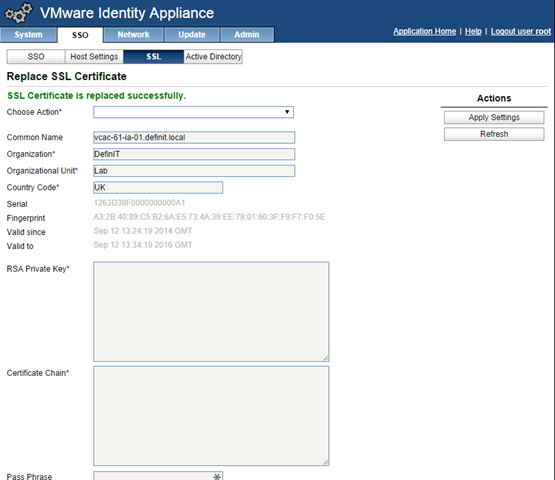 VMware Identity Appliance
System SSO Network Update Admin
Application Home | Help | Logout user root
SSO Host Settings SSL Active Directory
Replace SSL Certificate
SSL Certificate is replaced successfully.
Actions
Choose Action*
Apply Settings
Refresh
Common Name vcac-61-ia-01.definit.local
Organization* DefinIT
Organizational Unit* Lab
Country Code* UK
Serial 1263D39F0000000000A1
Fingerprint A3:2B:40:89:C5:B2:6A:E5:73:4A:39:EE:78:01:60:3F:F9:F7:F0:5E
Valid since Sep 12 13:24:19 2014 GMT
Valid to Sep 12 13:34:19 2016 GMT
RSA Private Key*
Certificate Chain*
Pass Phrase